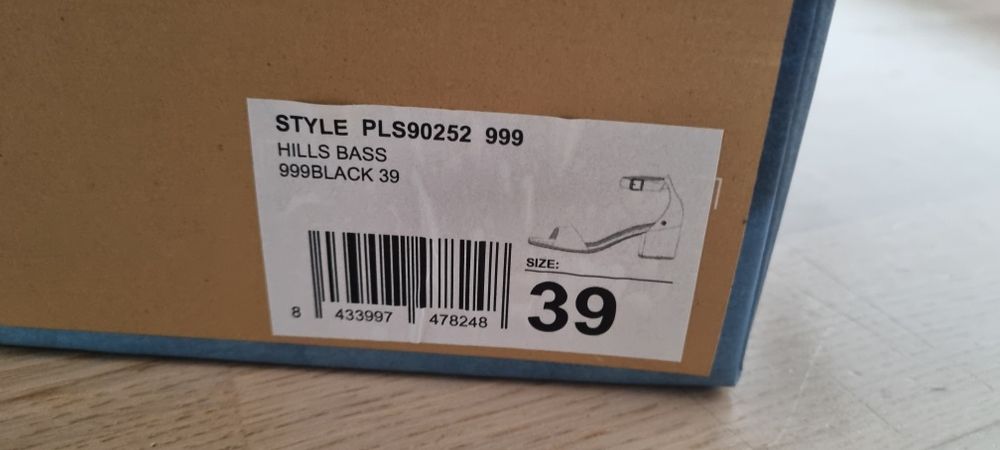 STYLE PLS90252 999
HILLS BASS
999BLACK 39
SIZE:
39
8 433997 478248